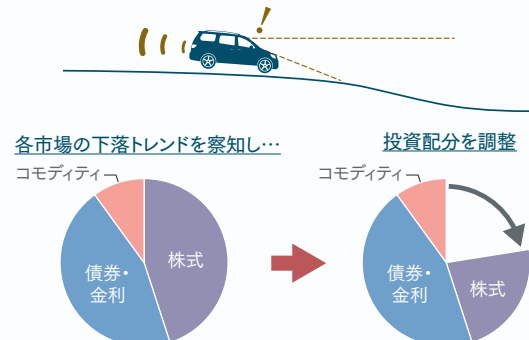 !
各市場の下落トレンドを察知し…
投資配分を調整
コモディティ
株式
債券・
金利
コモディティ
株式
債券・
金利